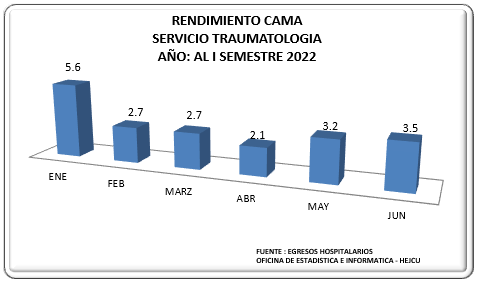 RENDIMIENTO CAMA
SERVICIO TRAUMATOLOGIA
AÑO: AL I SEMESTRE 2022
5.6
2.7
2.7
2.1
3.2
3.5
ENE
FEB
MARZ
ABR
MAY
JUN
FUENTE : EGRESOS HOSPITALARIOS
OFICINA DE ESTADISTICA E INFORMATICA - HEJCU